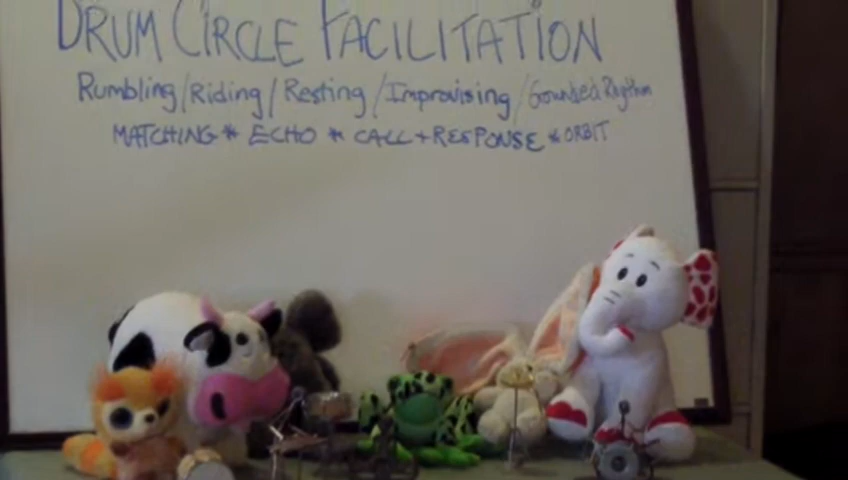 DRUM CIRCLE FACILITATION
Rumbling/Riding/Resting/Improvising/Grounded Rhythm
MATCHING * ECHO * CALL + RESPONSE * ORBIT